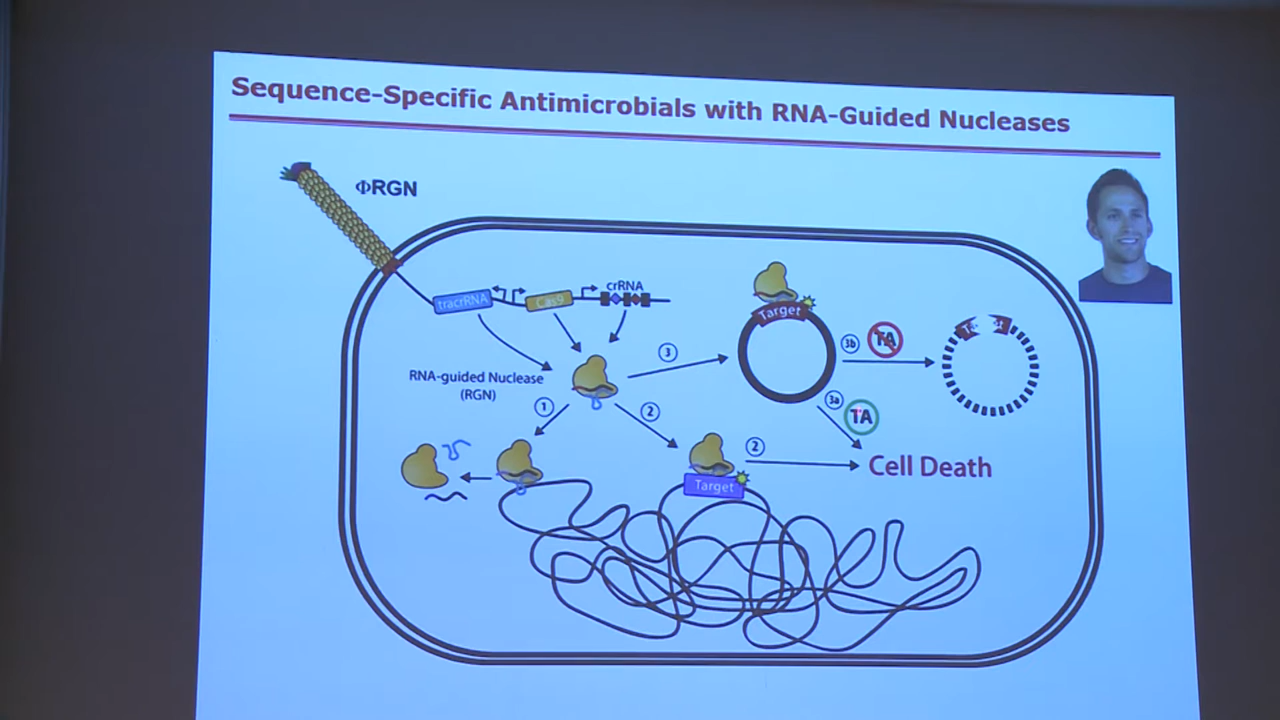 Sequence-Specific Antimicrobials with RNA-Guided Nucleases
ΦRGN
tracrRNA
Cas9
crRNA
RNA-guided Nuclease
(RGN)
1
2
3
Target
3b
TA
3a
TA
2
Target
Cell Death